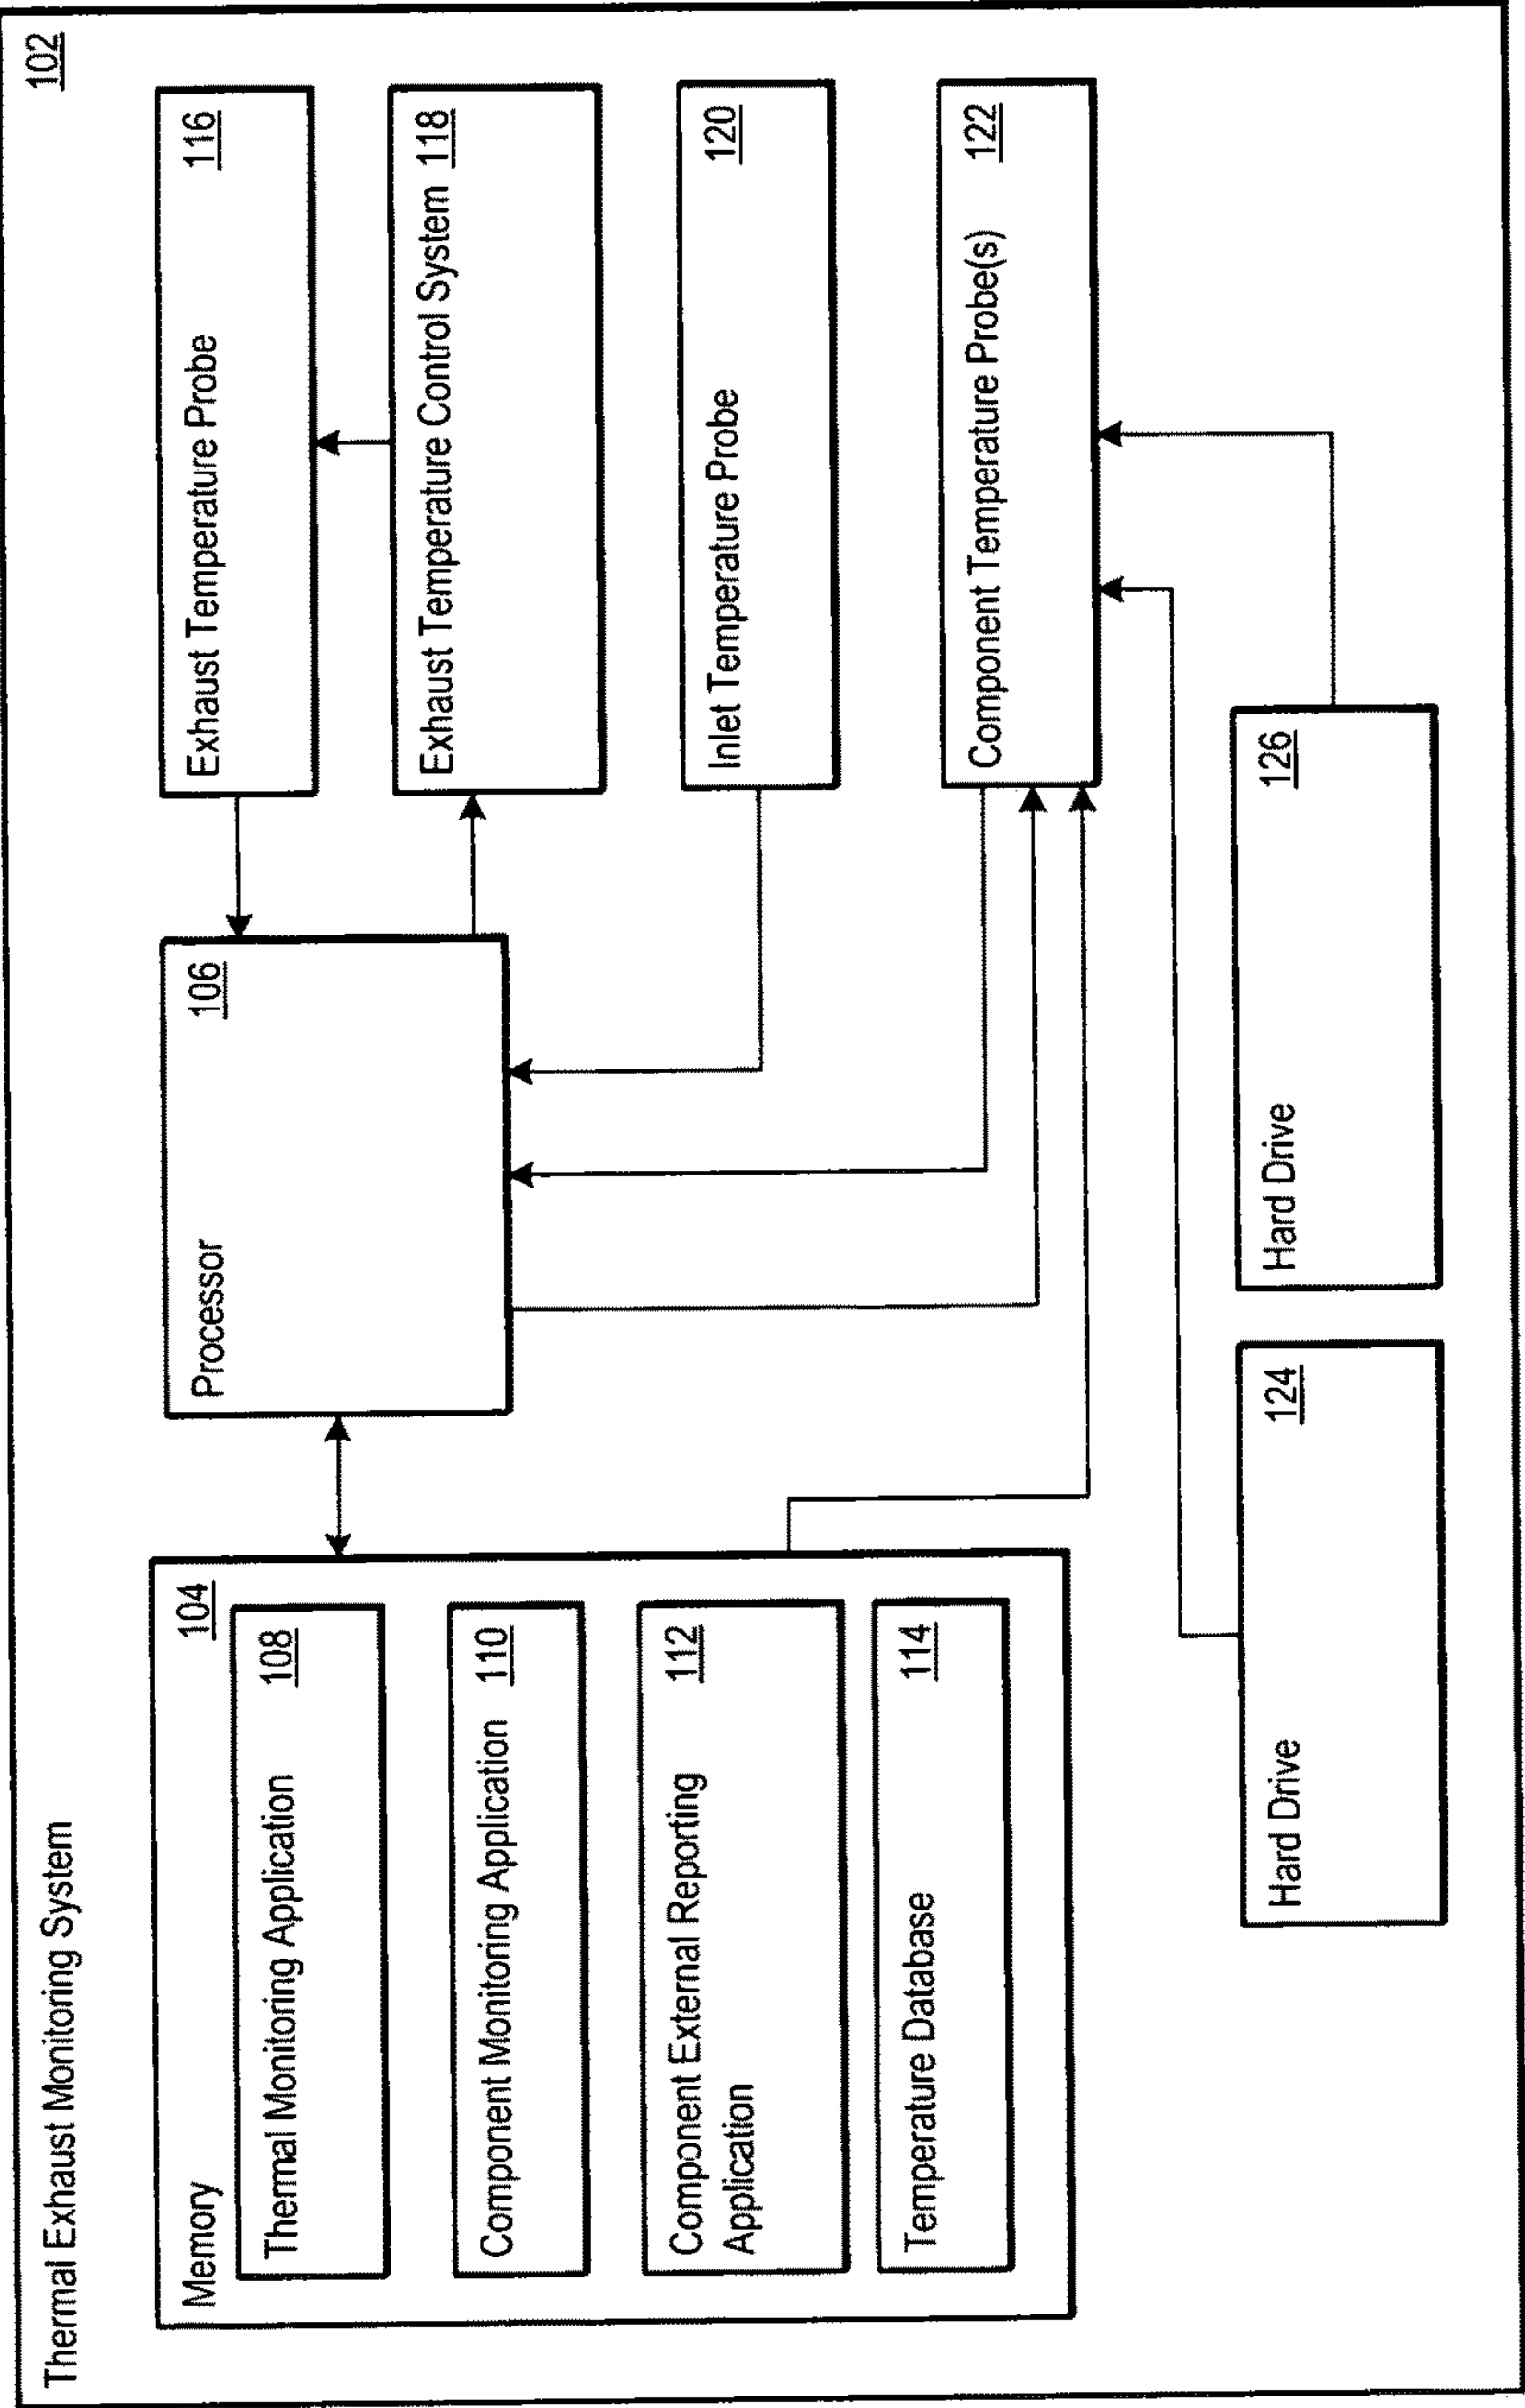 Thermal Exhaust Monitoring System
102
Memory
104
Thermal Monitoring Application
108
Component Monitoring Application
110
Component External Reporting
Application
112
Temperature Database
114
Processor
106
Exhaust Temperature Probe
116
Exhaust Temperature Control System
118
Inlet Temperature Probe
120
Component Temperature Probe(s)
122
Hard Drive
124
Hard Drive
126